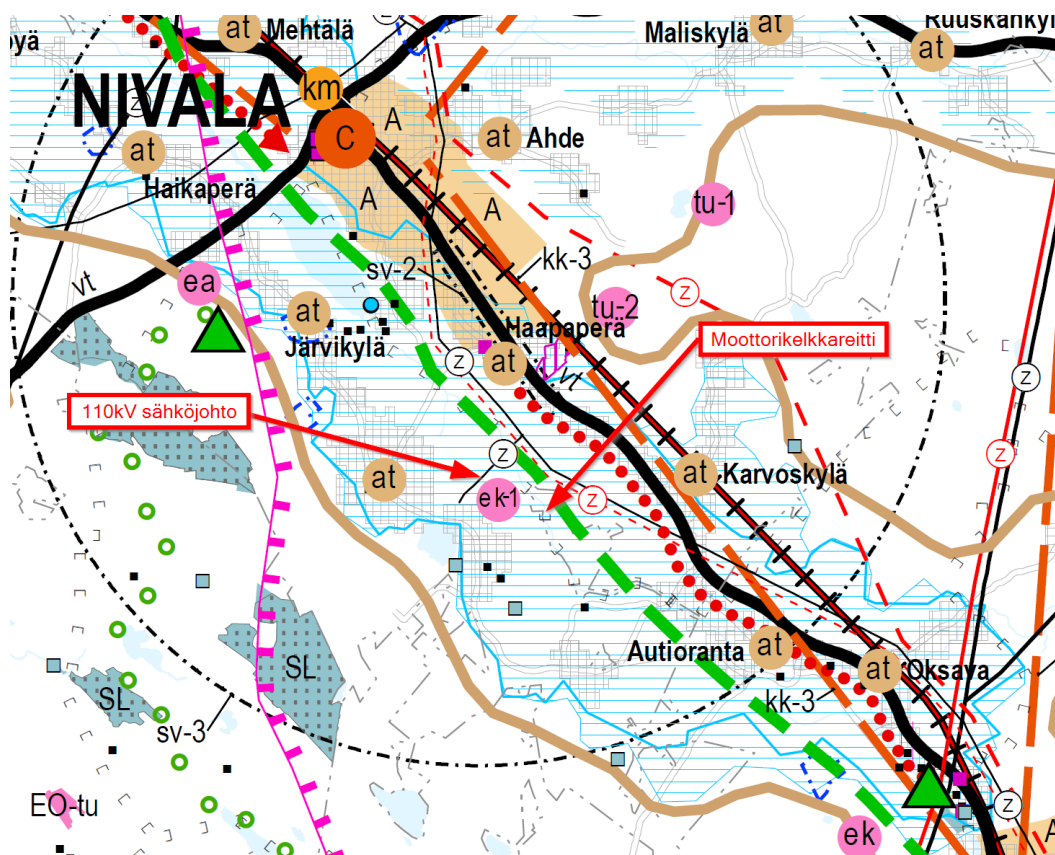 at
Mehtälä
Z
Maliskylä
at
at
km
NIVALA
Z
C
A
at
Ahde
at
Haikaperä
A
A
tu-1
vt
ea
sv-2
kk-3
Z
tu-2
at
Järvikylä
Haapaperä
Moottorikelkkareitti
at
Z
vt
Z
110kV sähköjohto
Z
Z
at
ek-1
Z
at
Karvoskylä
SL
SL
sv-3
Autioranta
at
at
Oksava
kk-3
EO-tu
Z
ek
A